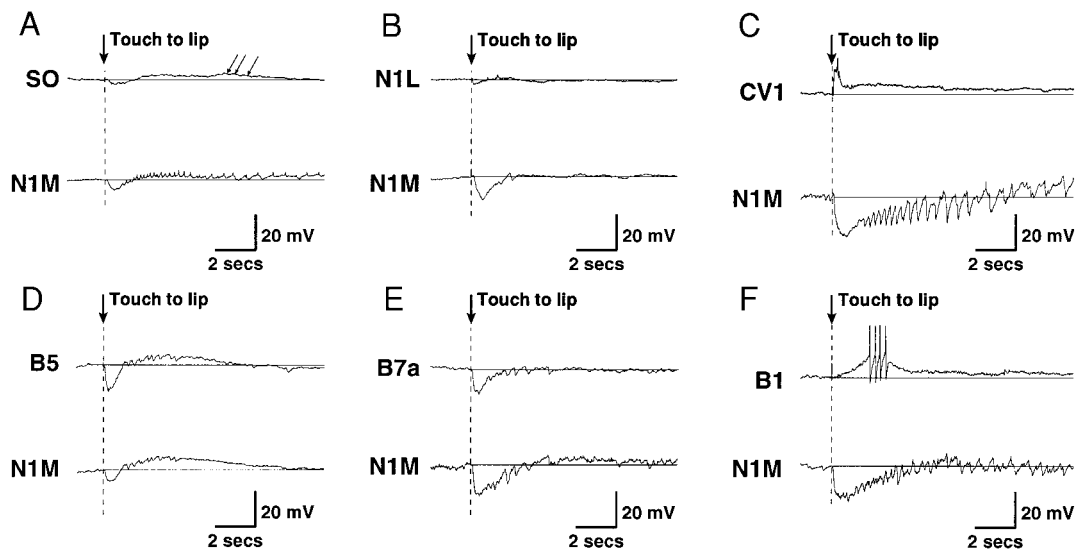 A
Touch to lip
SO
N1M
20 mV
2 secs
B
Touch to lip
N1L
N1M
20 mV
2 secs
C
Touch to lip
CV1
N1M
20 mV
2 secs
D
Touch to lip
B5
N1M
20 mV
2 secs
E
Touch to lip
B7a
N1M
20 mV
2 secs
F
Touch to lip
B1
N1M
20 mV
2 secs